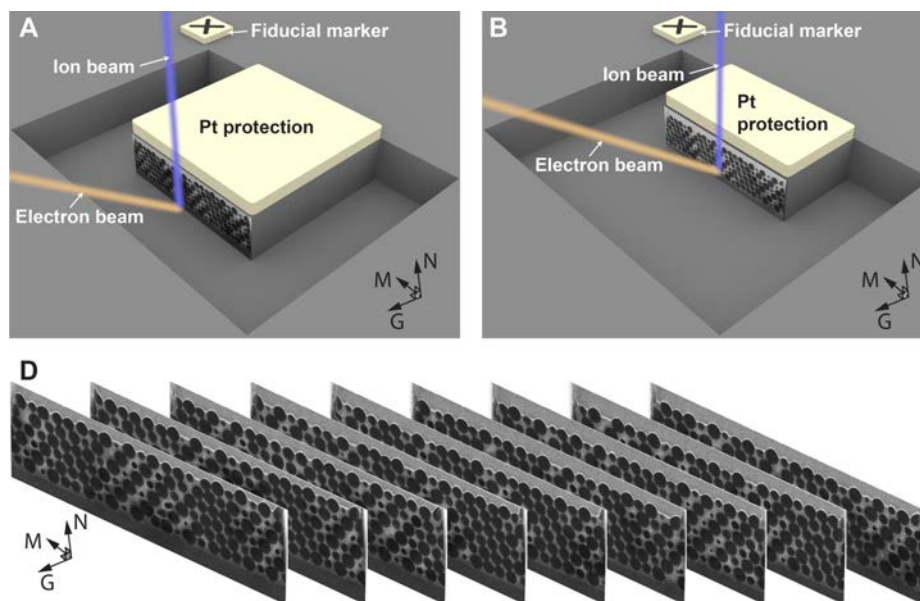 A
Fiducial marker
Ion beam
Pt protection
Electron beam
N
M
G
B
Fiducial marker
Ion beam
Pt
protection
Electron beam
N
M
G
D
N
M
G